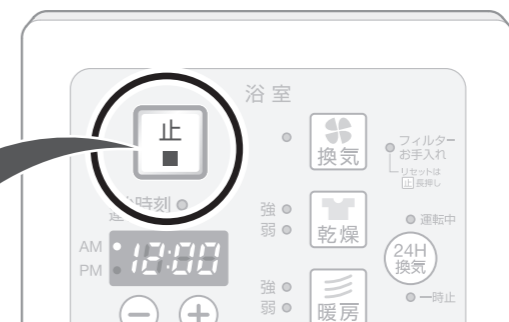 浴室
止
換気
フィルター
お手入れ
リセットは
止長押し
時刻
強
弱
乾燥
運転中
AM
PM
12:00
24H
換気
強
弱
暖房
一時止